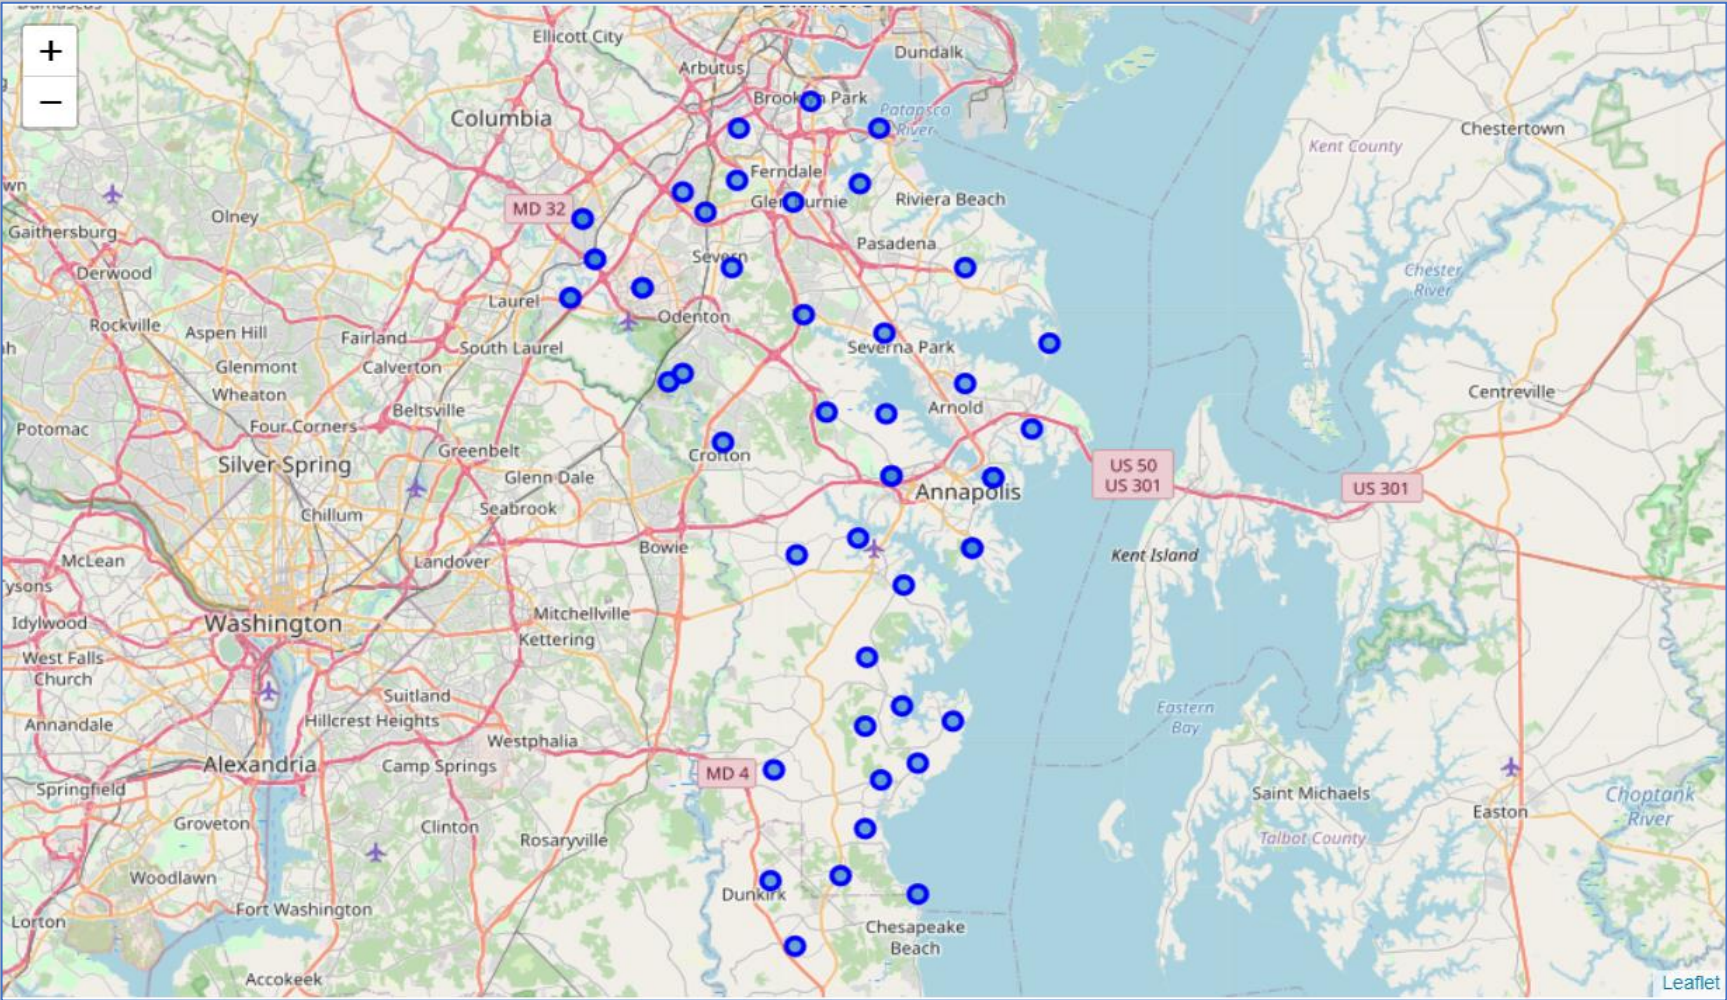 +
−
Ellicott City
Dundalk
Arbutus
Patapsco
River
Columbia
Chestertown
Kent County
Ferndale
Riviera Beach
MD 32
Olney
Gaithersburg
Pasadena
Severn
Derwood
Chester
River
Laurel
Odenton
Rockville
Aspen Hill
Fairland
South Laurel
Severna Park
Glenmont
Calverton
Wheaton
Centreville
Beltsville
Arnold
Potomac
Four Corners
Greenbelt
Crofton
Silver Spring
Glenn Dale
US 50
US 301
US 301
Annapolis
Seabrook
Chillum
Bowie
Kent Island
McLean
Landover
Mitchellville
Idylwood
Washington
Kettering
West Falls
Church
Suitland
Eastern
Bay
Annandale
Hillcrest Heights
Westphalia
Alexandria
Camp Springs
MD 4
Springfield
Saint Michaels
Choptank
River
Easton
Groveton
Clinton
Rosaryville
Talbot County
Woodlawn
Dunkirk
Fort Washington
Lorton
Chesapeake
Beach
Accokeek
Leaflet